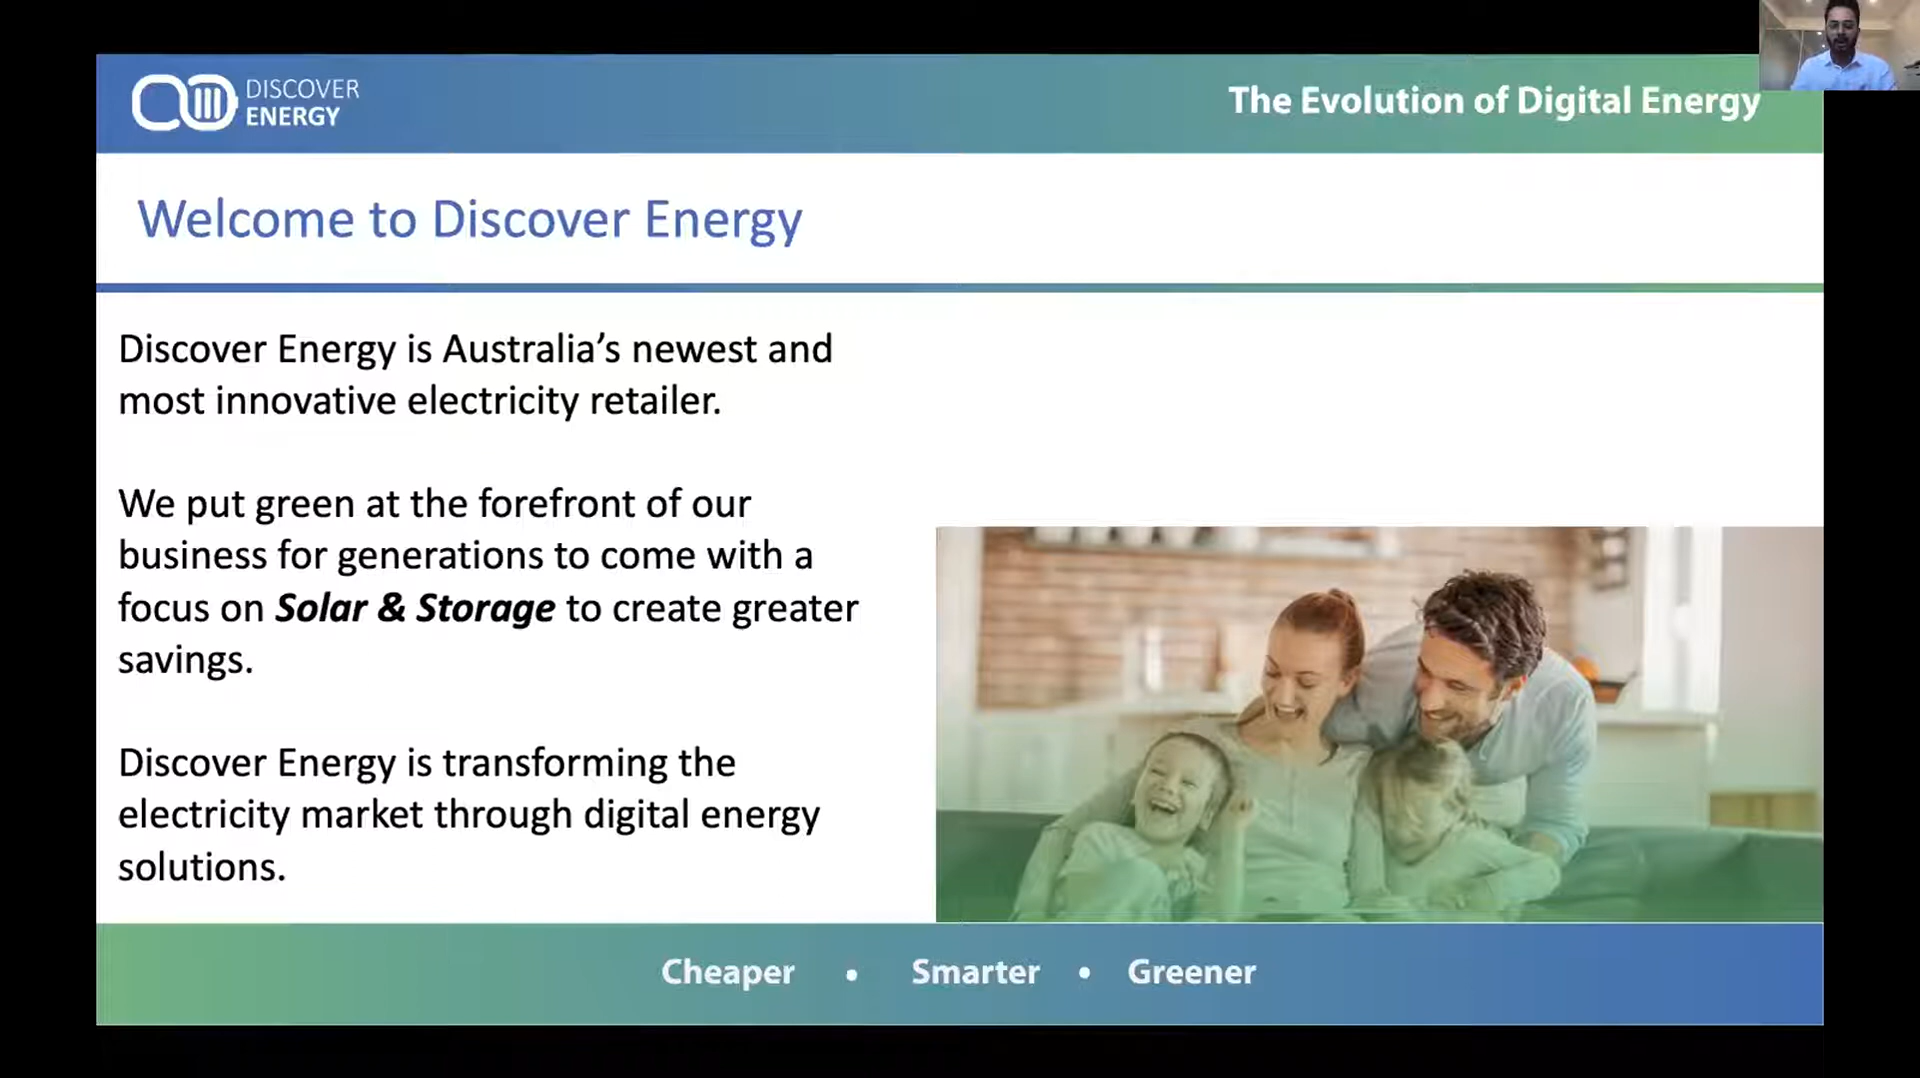 DISCOVER
ENERGY
The Evolution of Digital Energy
Welcome to Discover Energy
Discover Energy is Australia’s newest and
most innovative electricity retailer.
We put green at the forefront of our
business for generations to come with a
focus on Solar & Storage to create greater
savings.
Discover Energy is transforming the
electricity market through digital energy
solutions.
Cheaper • Smarter • Greener